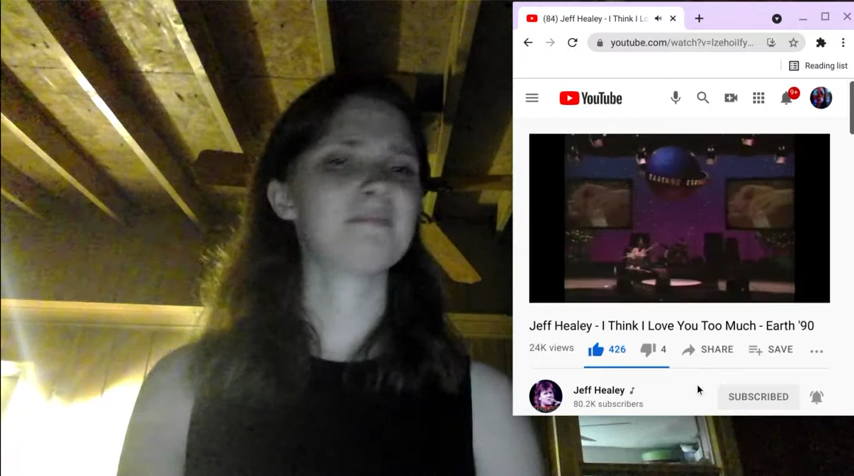 (84) Jeff Healey - I Think I Lo
youtube.com/watch?v=lzehoiIfy...
Reading list
YouTube
9+
Jeff Healey - I Think I Love You Too Much - Earth '90
24K views
426
4
SHARE
SAVE
Jeff Healey
80.2K subscribers
SUBSCRIBED